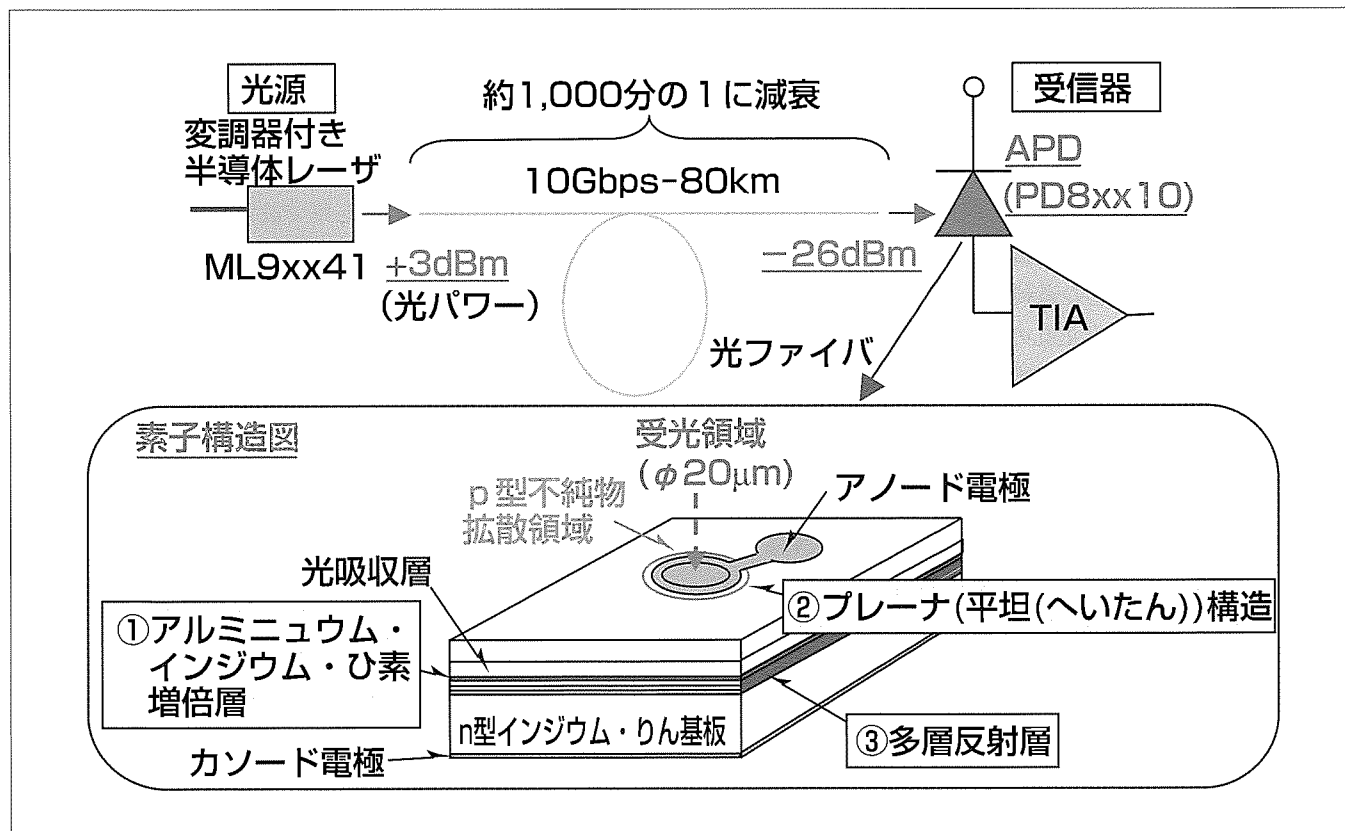 光源
変調器付き
半導体レーザ
ML9xx41
+3dBm
(光パワー)
約1,000分の1に減衰
10Gbps-80km
−26dBm
光ファイバ
受信器
APD
(PD8xx10)
TIA
素子構造図
受光領域
(φ20μm)
p型不純物
拡散領域
アノード電極
光吸収層
①アルミニュウム・
インジウム・ひ素
増倍層
②プレーナ(平坦(へいたん))構造
n型インジウム・りん基板
③多層反射層
カソード電極